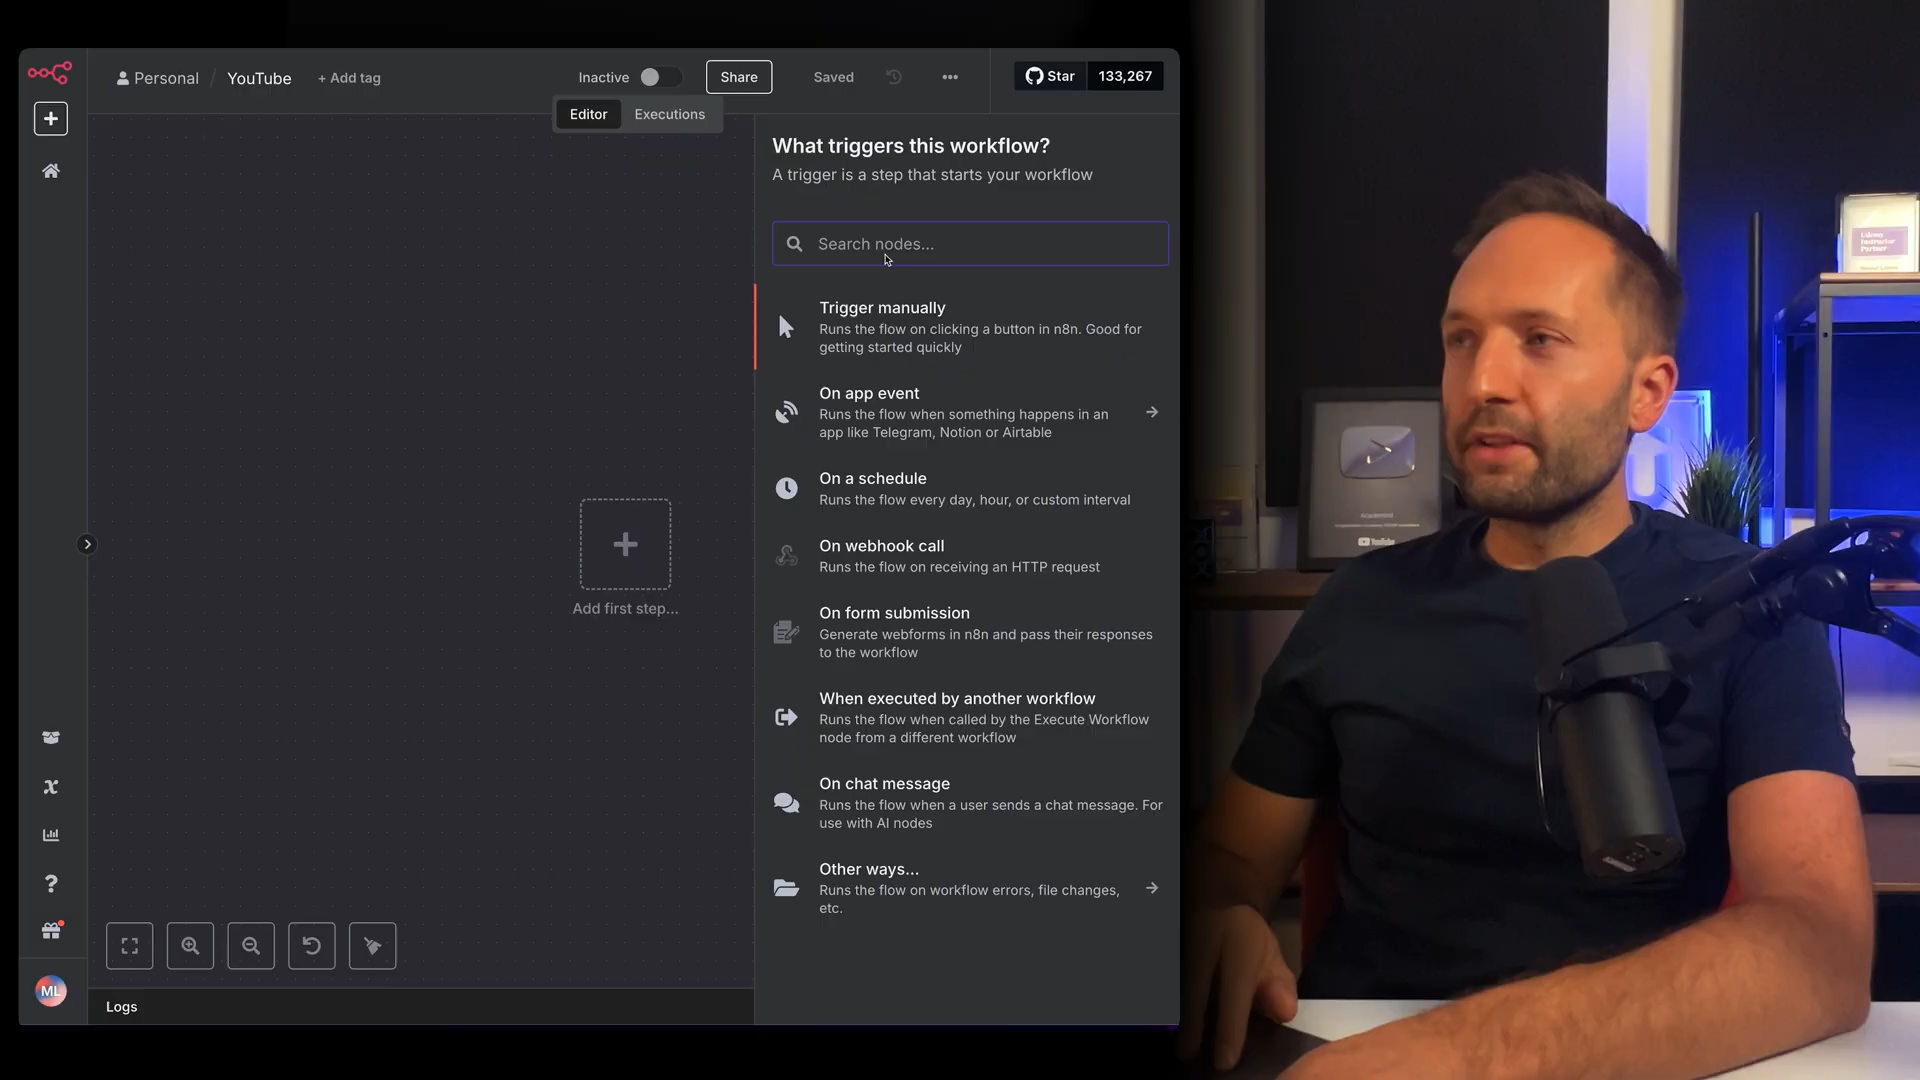 Personal / YouTube + Add tag
Inactive
Share
Saved
Star 133,267
Editor Executions
What triggers this workflow?
A trigger is a step that starts your workflow
Search nodes...
Trigger manually
Runs the flow on clicking a button in n8n. Good for
getting started quickly
On app event
Runs the flow when something happens in an
app like Telegram, Notion or Airtable
On a schedule
Runs the flow every day, hour, or custom interval
On webhook call
Runs the flow on receiving an HTTP request
On form submission
Generate webforms in n8n and pass their responses
to the workflow
When executed by another workflow
Runs the flow when called by the Execute Workflow
node from a different workflow
On chat message
Runs the flow when a user sends a chat message. For
use with AI nodes
Other ways...
Runs the flow on workflow errors, file changes,
etc.
Add first step...
ML
Logs
Udemy
Instructor
Partner
YouTube